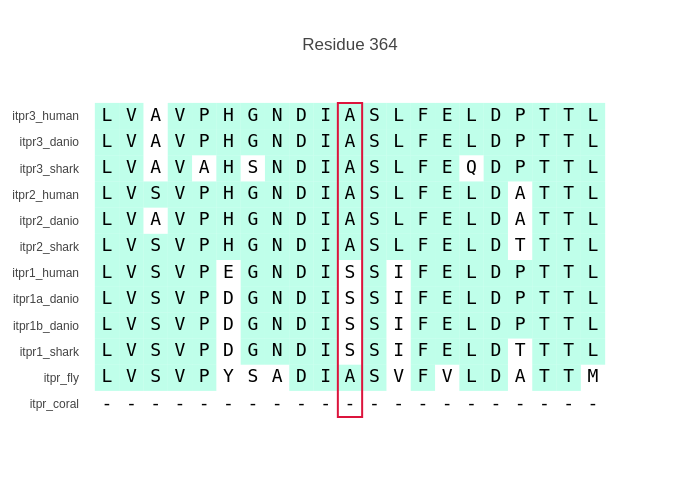 Residue 364
itpr3_human L V A V P H G N D I A S L F E L D P T T L
itpr3_danio L V A V P H G N D I A S L F E L D P T T L
itpr3_shark L V A V A H S N D I A S L F E Q D P T T L
itpr2_human L V S V P H G N D I A S L F E L D A T T L
itpr2_danio L V A V P H G N D I A S L F E L D A T T L
itpr2_shark L V S V P H G N D I A S L F E L D T T T L
itpr1_human L V S V P E G N D I S S I F E L D P T T L
itpr1a_danio L V S V P D G N D I S S I F E L D P T T L
itpr1b_danio L V S V P D G N D I S S I F E L D P T T L
itpr1_shark L V S V P D G N D I S S I F E L D T T T L
itpr_fly L V S V P Y S A D I A S V F V L D A T T M
itpr_coral - - - - - - - - - - - - - - - - - - - - -